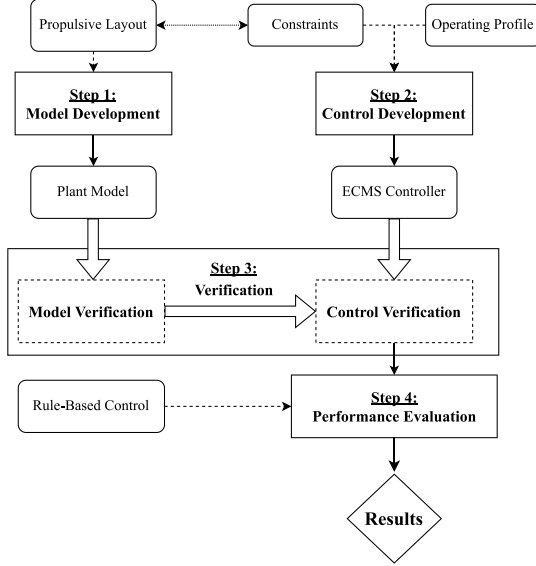 Propulsive Layout
Constraints
Operating Profile
Step 1:
Model Development
Step 2:
Control Development
Plant Model
ECMS Controller
Step 3:
Verification
Model Verification
Control Verification
Rule-Based Control
Step 4:
Performance Evaluation
Results